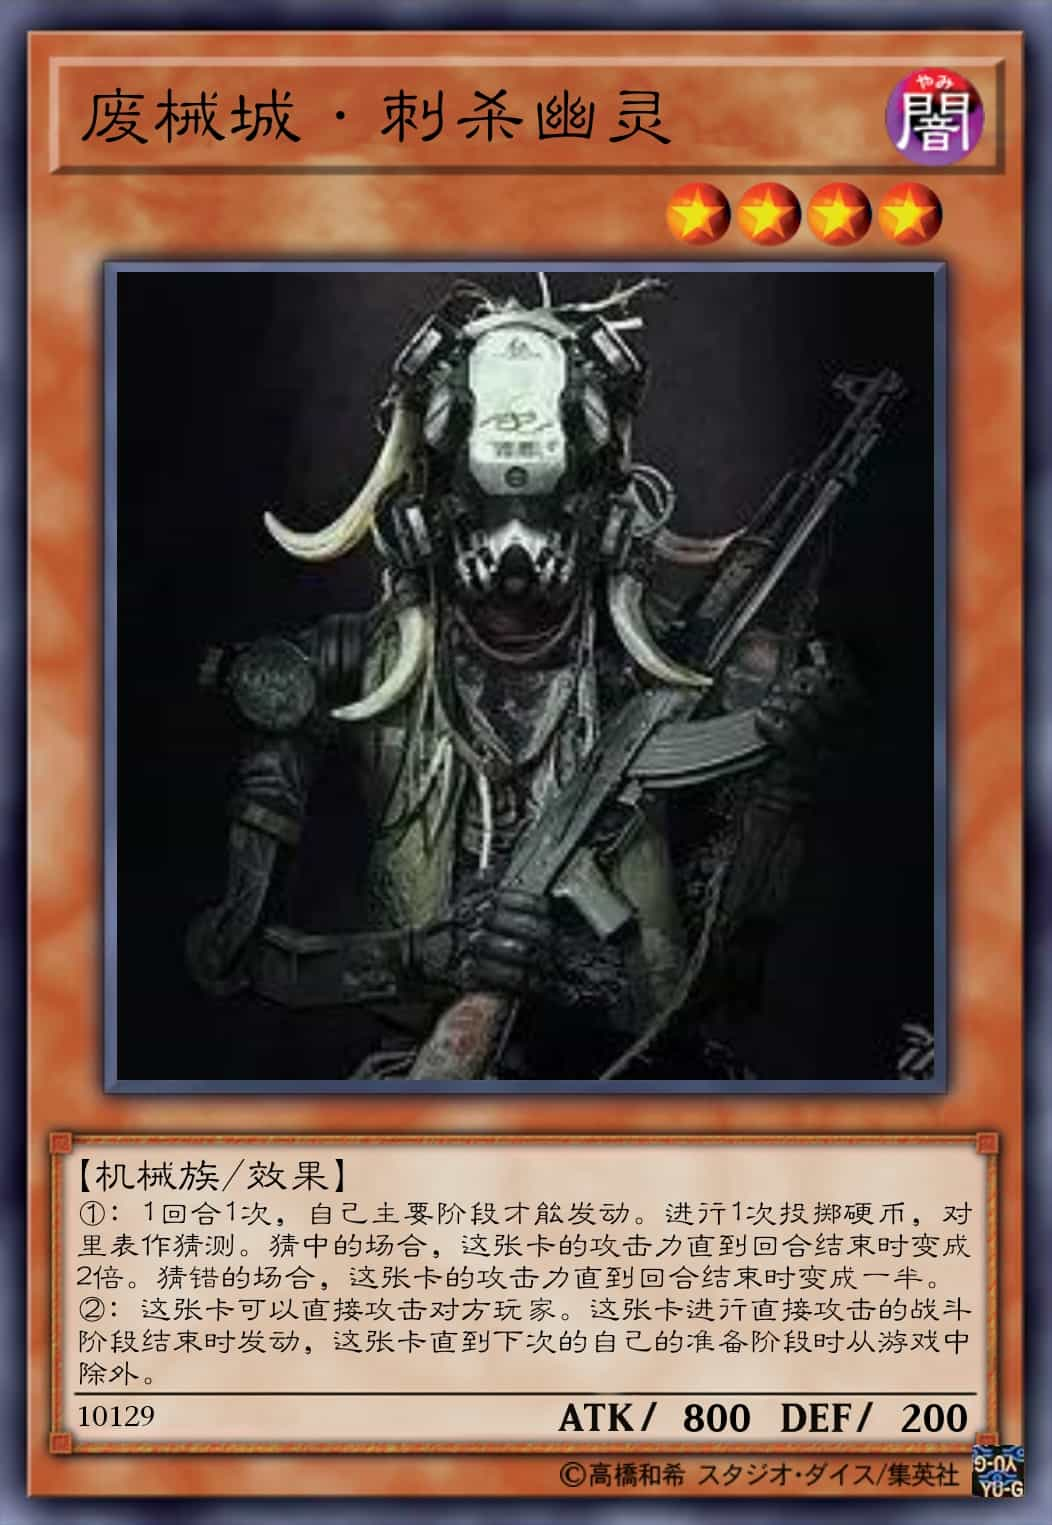 废械城·刺杀幽灵
やみ
闇
【机械族/效果】
①：1回合1次，自己主要阶段才能发动。进行1次投掷硬币，对
里表作猜测。猜中的场合，这张卡的攻击力直到回合结束时变成
2倍。猜错的场合，这张卡的攻击力直到回合结束时变成一半。
②：这张卡可以直接攻击对方玩家。这张卡进行直接攻击的战斗
阶段结束时发动，这张卡直到下次的自己的准备阶段时从游戏中
除外。
10129
ATK/ 800 DEF/ 200
©高橋和希 スタジオ・ダイス/集英社
YU-G
YU-G